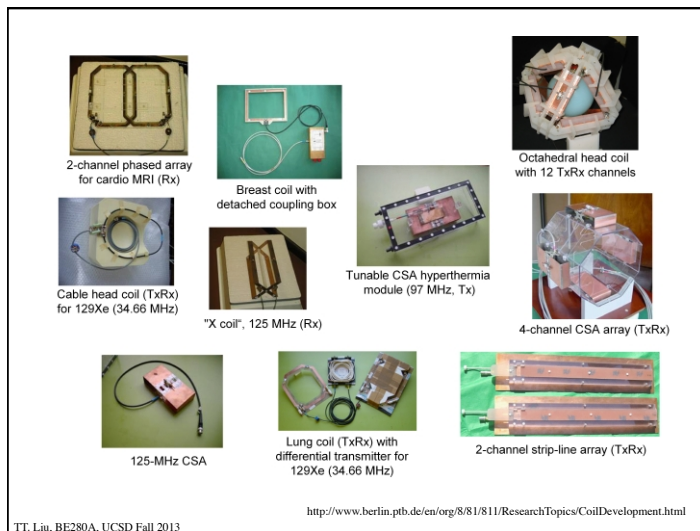 2-channel phased array
for cardio MRI (Rx)
Breast coil with
detached coupling box
Octahedral head coil
with 12 TxRx channels
Cable head coil (TxRx)
for 129Xe (34.66 MHz)
"X coil“, 125 MHz (Rx)
Tunable CSA hyperthermia
module (97 MHz, Tx)
4-channel CSA array (TxRx)
125-MHz CSA
Lung coil (TxRx) with
differential transmitter for
129Xe (34.66 MHz)
2-channel strip-line array (TxRx)
http://www.berlin.ptb.de/en/org/8/81/811/ResearchTopics/CoilDevelopment.html
TT. Liu, BE280A, UCSD Fall 2013